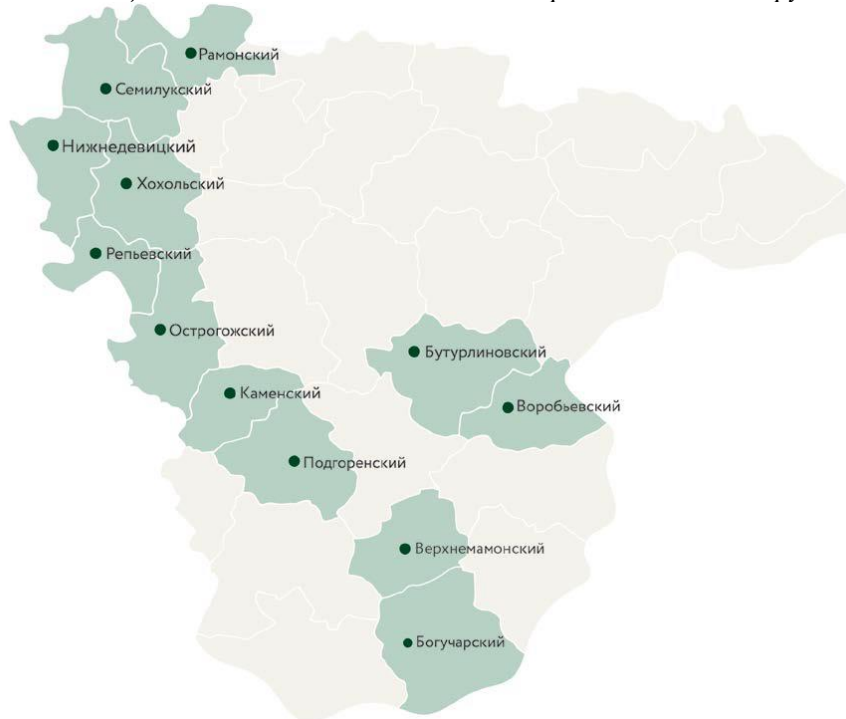 Рамонский
Семилукский
Нижнедевицкий
Хохольский
Репьевский
Острогожский
Бутурлиновский
Каменский
Воробьевский
Подгоренский
Верхнемамонский
Богучарский